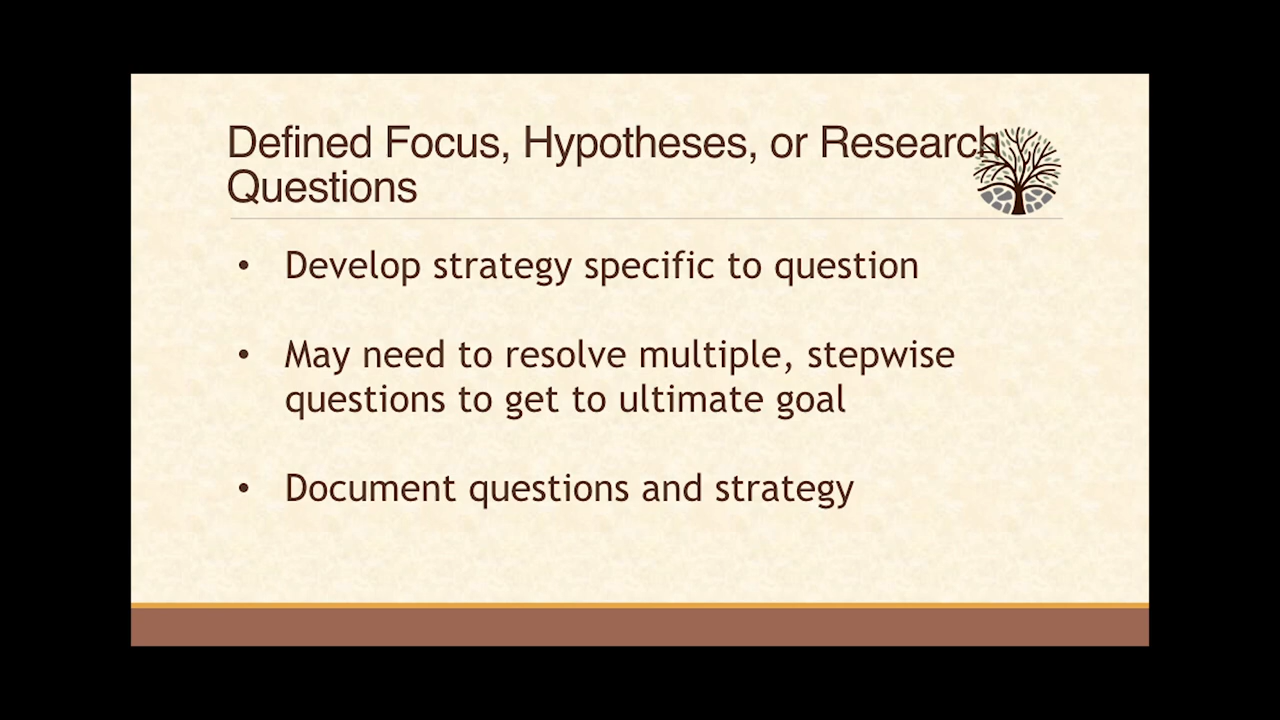 Defined Focus, Hypotheses, or Research
Questions
• Develop strategy specific to question
• May need to resolve multiple, stepwise
questions to get to ultimate goal
• Document questions and strategy